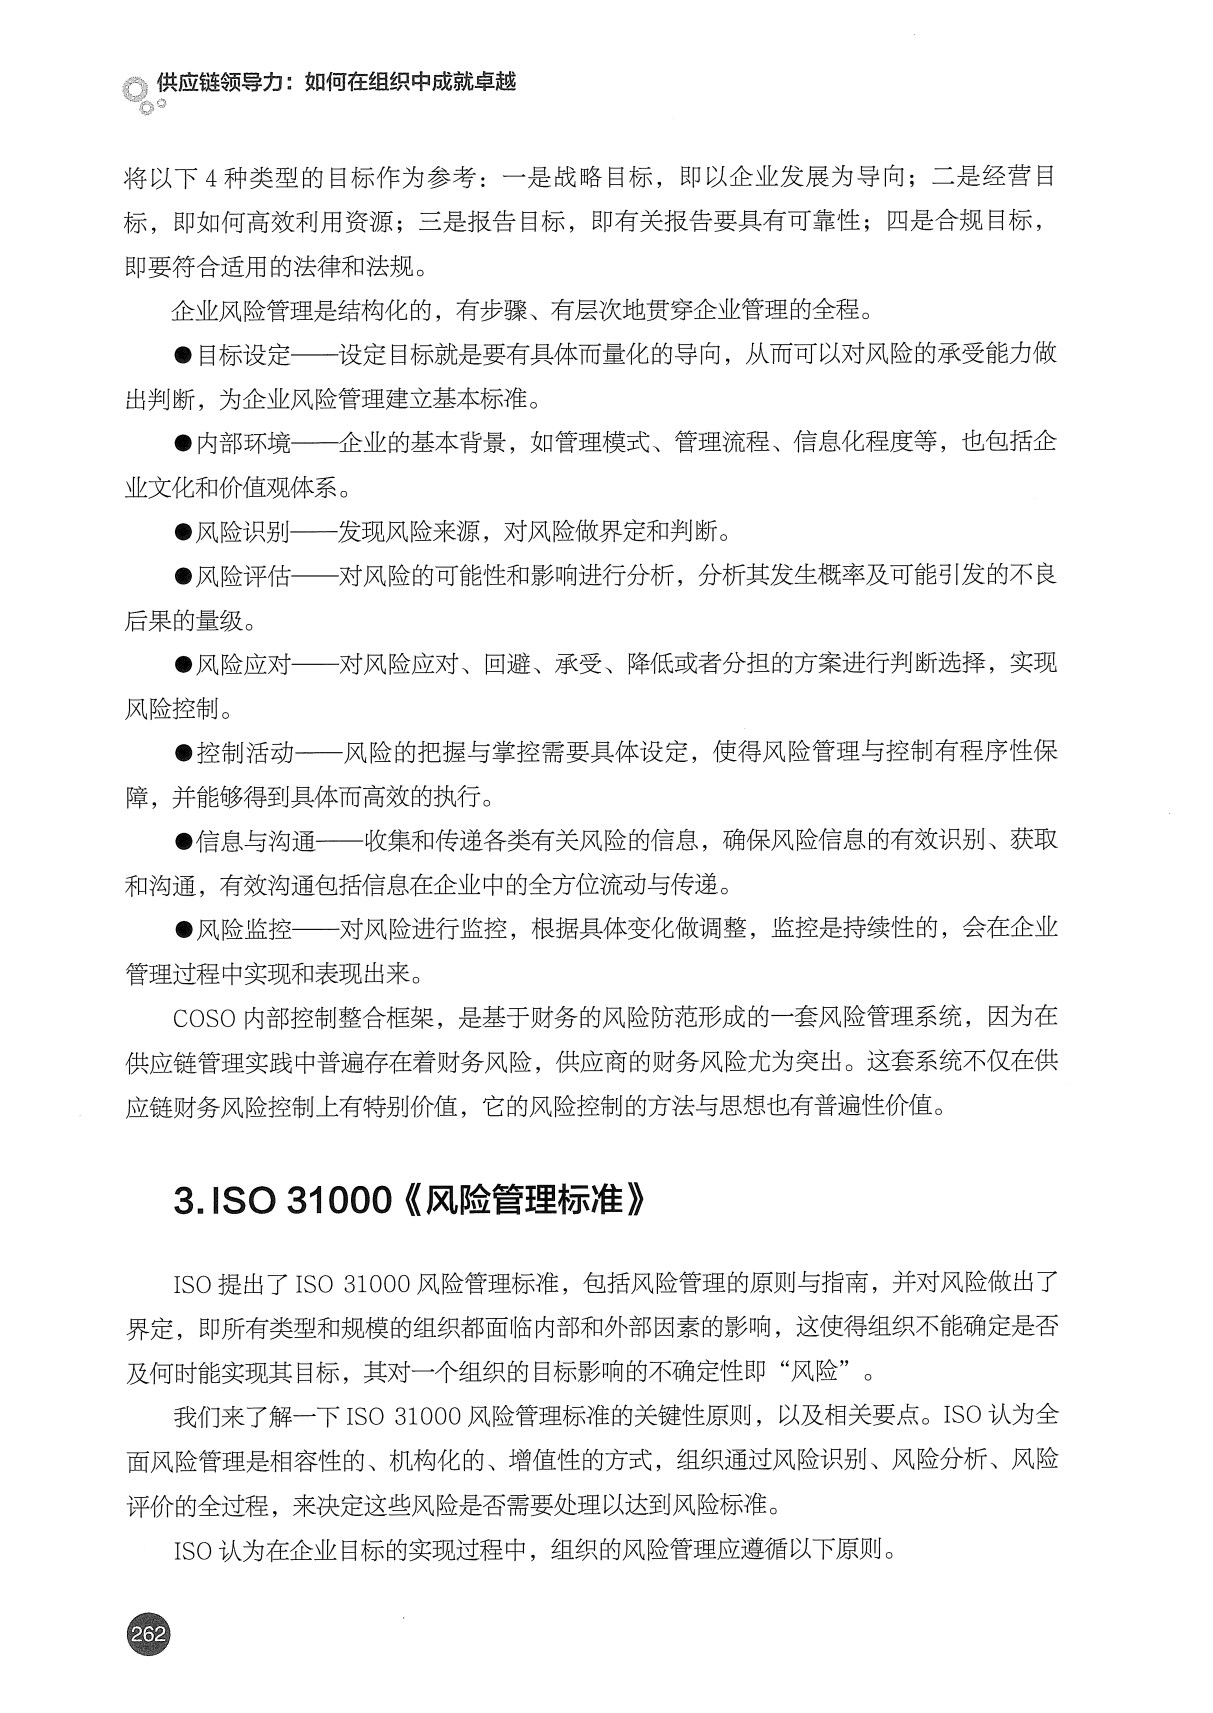 供应链领导力：如何在组织中成就卓越
将以下 4 种类型的目标作为参考：一是战略目标，即以企业发展为导向；二是经营目
标，即如何高效利用资源；三是报告目标，即有关报告要具有可靠性；四是合规目标，
即要符合适用的法律和法规。
企业风险管理是结构化的，有步骤、有层次地贯穿企业管理的全程。
●目标设定——设定目标就是要有具体而量化的导向，从而可以对风险的承受能力做
出判断，为企业风险管理建立基本标准。
●内部环境——企业的基本背景，如管理模式、管理流程、信息化程度等，也包括企
业文化和价值观体系。
●风险识别——发现风险来源，对风险做界定和判断。
●风险评估——对风险的可能性和影响进行分析，分析其发生概率及可能引发的不良
后果的量级。
●风险应对——对风险应对、回避、承受、降低或者分担的方案进行判断选择，实现
风险控制。
●控制活动——风险的把握与掌控需要具体设定，使得风险管理与控制有程序性保
障，并能够得到具体而高效的执行。
●信息与沟通——收集和传递各类有关风险的信息，确保风险信息的有效识别、获取
和沟通，有效沟通包括信息在企业中的全方位流动与传递。
●风险监控——对风险进行监控，根据具体变化做调整，监控是持续性的，会在企业
管理过程中实现和表现出来。
COSO 内部控制整合框架，是基于财务的风险防范形成的一套风险管理系统，因为在
供应链管理实践中普遍存在着财务风险，供应商的财务风险尤为突出。这套系统不仅在供
应链财务风险控制上有特别价值，它的风险控制的方法与思想也有普遍性价值。
3. ISO 31000《风险管理标准》
ISO 提出了 ISO 31000 风险管理标准，包括风险管理的原则与指南，并对风险做出了
界定，即所有类型和规模的组织都面临内部和外部因素的影响，这使得组织不能确定是否
及何时能实现其目标，其对一个组织的目标影响的不确定性即“风险”。
我们来了解一下 ISO 31000 风险管理标准的关键性原则，以及相关要点。ISO 认为全
面风险管理是相容性的、机构化的、增值性的方式，组织通过风险识别、风险分析、风险
评价的全过程，来决定这些风险是否需要处理以达到风险标准。
ISO 认为在企业目标的实现过程中，组织的风险管理应遵循以下原则。
262